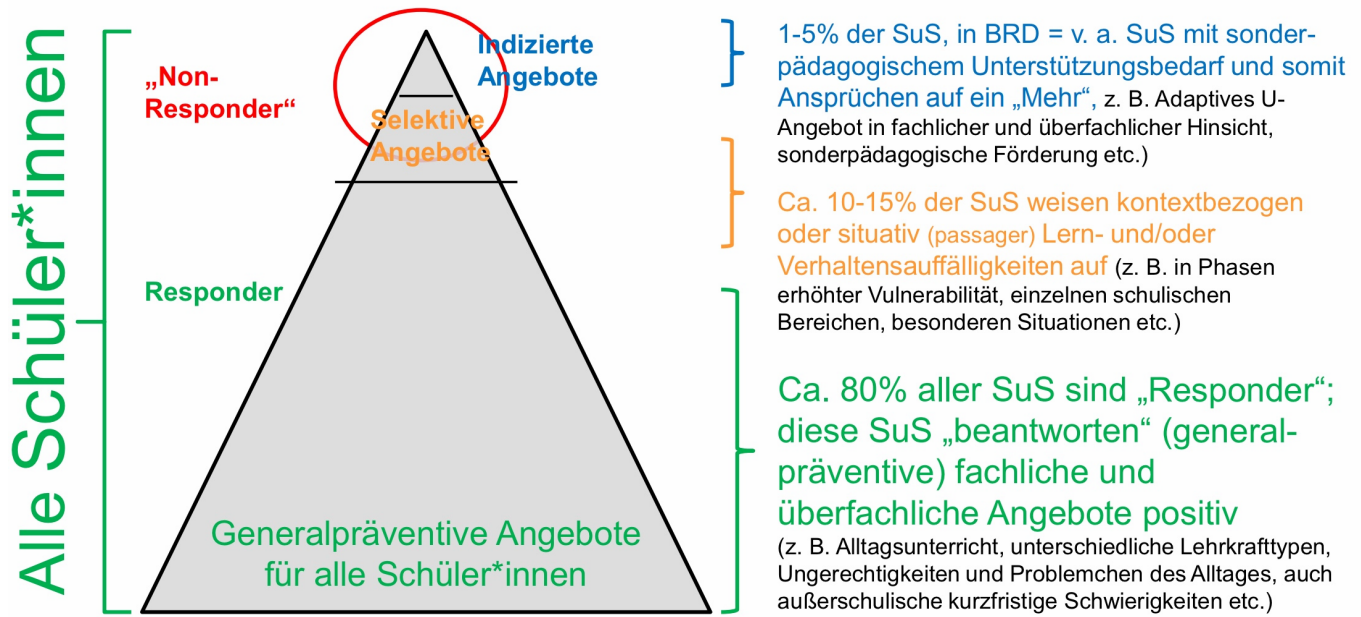 Alle Schüler*innen
„Non-
Responder“
Responder
Indizierte
Angebote
Selektive
Angebote
Generalpräventive Angebote
für alle Schüler*innen
1-5% der SuS, in BRD = v. a. SuS mit sonder-
pädagogischem Unterstützungsbedarf und somit
Ansprüchen auf ein „Mehr“, z. B. Adaptives U-
Angebot in fachlicher und überfachlicher Hinsicht,
sonderpädagogische Förderung etc.)
Ca. 10-15% der SuS weisen kontextbezogen
oder situativ (passager) Lern- und/oder
Verhaltensauffälligkeiten auf (z. B. in Phasen
erhöhter Vulnerabilität, einzelnen schulischen
Bereichen, besonderen Situationen etc.)
Ca. 80% aller SuS sind „Responder“;
diese SuS „beantworten“ (general-
präventive) fachliche und
überfachliche Angebote positiv
(z. B. Alltagsunterricht, unterschiedliche Lehrkrafttypen,
Ungerechtigkeiten und Problemchen des Alltages, auch
außerschulische kurzfristige Schwierigkeiten etc.)